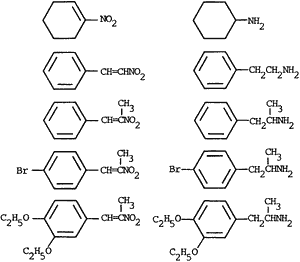 NO₂ NH₂
CH=CHNO₂ CH₂CH₂NH₂
CH₃ CH₃
CH=CNO₂ CH₂CHNH₂
CH₃ CH₃
Br CH=CNO₂ Br CH₂CHNH₂
CH₃ CH₃
C₂H₅O CH=CNO₂ C₂H₅O CH₂CHNH₂
C₂H₅O C₂H₅O